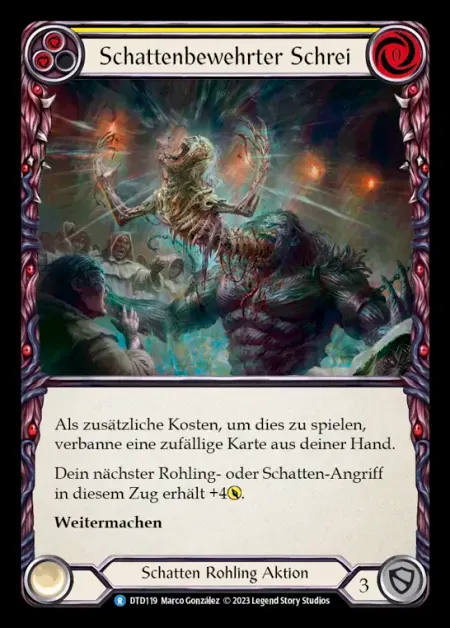 Schattenbewehrter Schrei
0
Als zusätzliche Kosten, um dies zu spielen,
verbanne eine zufällige Karte aus deiner Hand.
Dein nächster Rohling- oder Schatten-Angriff
in diesem Zug erhält +4.
Weitermachen
Schatten Rohling Aktion
3
R DTD119 Marco González © 2023 Legend Story Studios